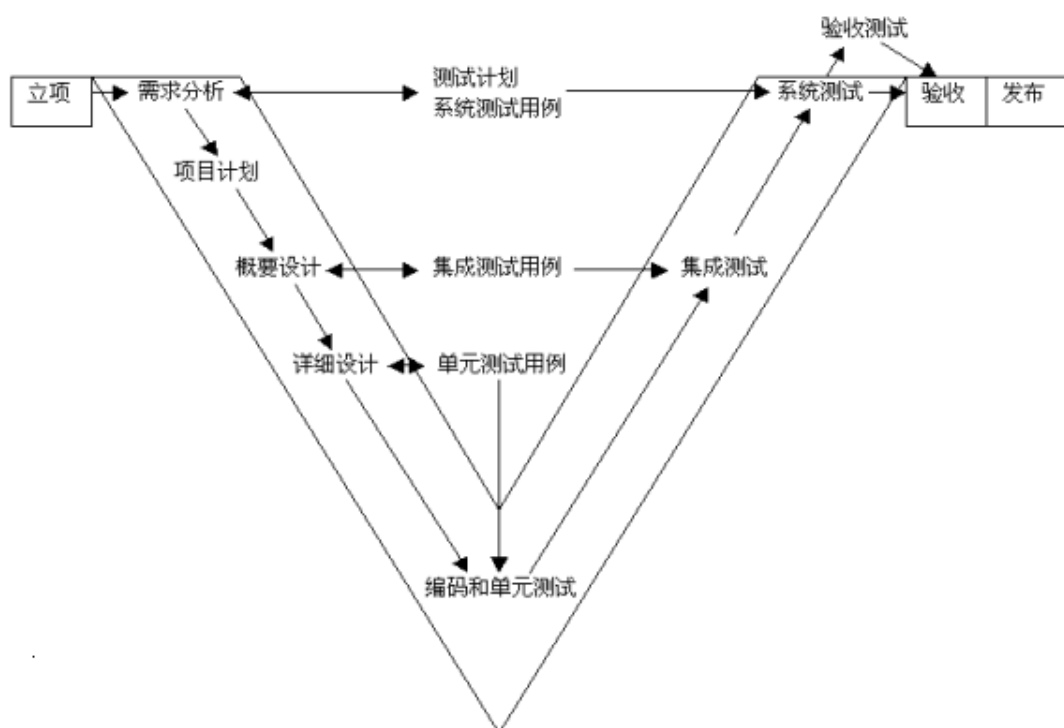 验收测试
立项
需求分析
测试计划
系统测试用例
系统测试
验收
发布
项目计划
概要设计
集成测试用例
集成测试
详细设计
单元测试用例
编码和单元测试